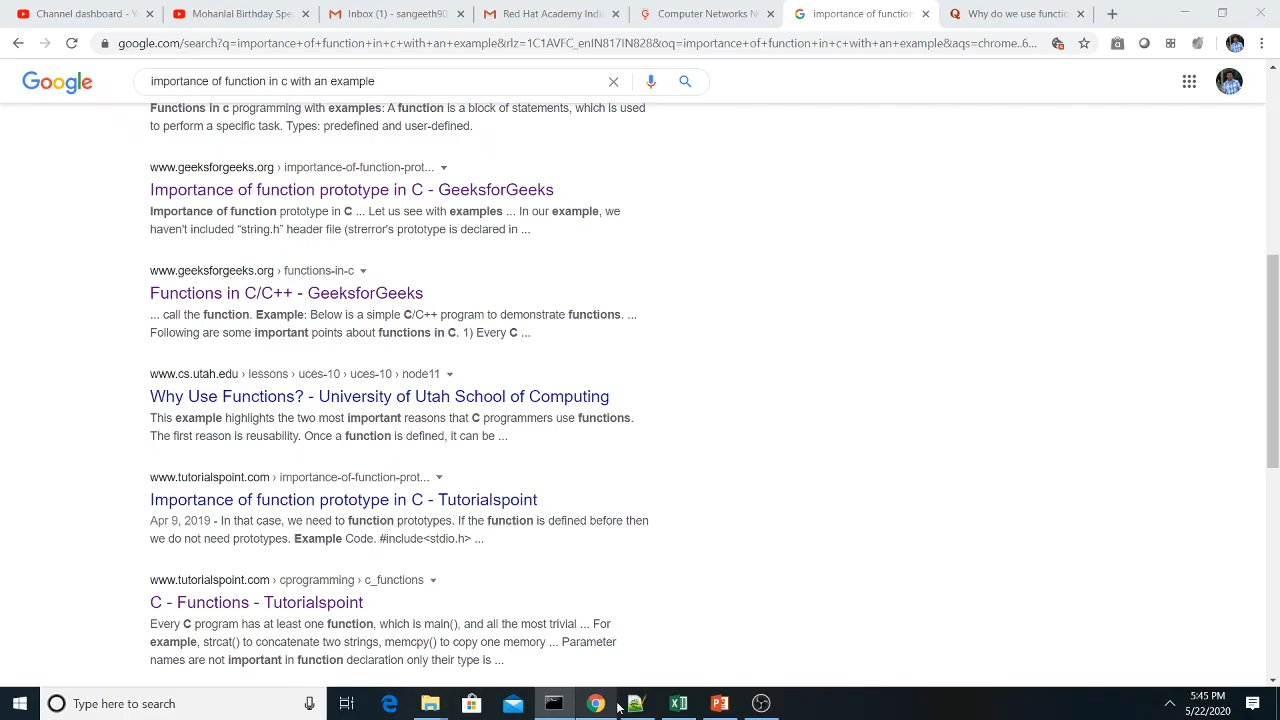 Channel dashboard - Y
Mohanlal Birthday Spe
Inbox (1) - sangeeth90
Red Hat Academy Indi
Computer Networks N
importance of function
Why do we use functio
google.com/search?q=importance+of+function+in+c+with+an+example&rlz=1C1AVFC_enIN817IN828&oq=importance+of+function+in+c+with+an+example&aqs=chrome..6...
Google
importance of function in c with an example
Functions in c programming with examples: A function is a block of statements, which is used
to perform a specific task. Types: predefined and user-defined.
www.geeksforgeeks.org › importance-of-function-prot...
Importance of function prototype in C - GeeksforGeeks
Importance of function prototype in C ... Let us see with examples ... In our example, we
haven't included “string.h” header file (strerror's prototype is declared in ...
www.geeksforgeeks.org › functions-in-c
Functions in C/C++ - GeeksforGeeks
... call the function. Example: Below is a simple C/C++ program to demonstrate functions. ...
Following are some important points about functions in C. 1) Every C ...
www.cs.utah.edu › lessons › uces-10 › uces-10 › node11
Why Use Functions? - University of Utah School of Computing
This example highlights the two most important reasons that C programmers use functions.
The first reason is reusability. Once a function is defined, it can be ...
www.tutorialspoint.com › importance-of-function-prot...
Importance of function prototype in C - Tutorialspoint
Apr 9, 2019 - In that case, we need to function prototypes. If the function is defined before then
we do not need prototypes. Example Code. #include<stdio.h> ...
www.tutorialspoint.com › cprogramming › c_functions
C - Functions - Tutorialspoint
Every C program has at least one function, which is main(), and all the most trivial ... For
example, strcat() to concatenate two strings, memcpy() to copy one memory ... Parameter
names are not important in function declaration only their type is ...
Type here to search
5:45 PM
5/22/2020